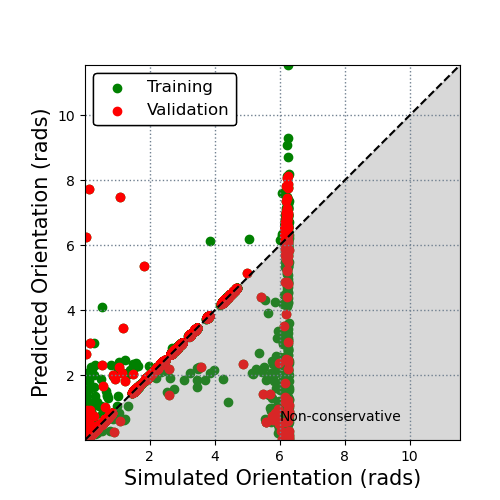 Training
Validation
10
8
6
4
2
Predicted Orientation (rads)
Non-conservative
2
4
6
8
10
Simulated Orientation (rads)